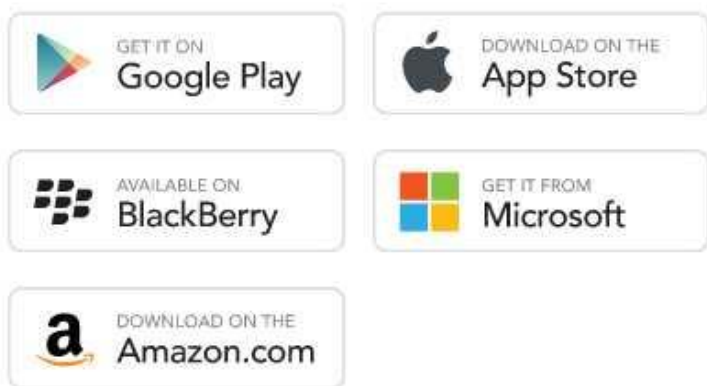 GET IT ON
Google Play
DOWNLOAD ON THE
App Store
AVAILABLE ON
BlackBerry
GET IT FROM
Microsoft
a
DOWNLOAD ON THE
Amazon.com